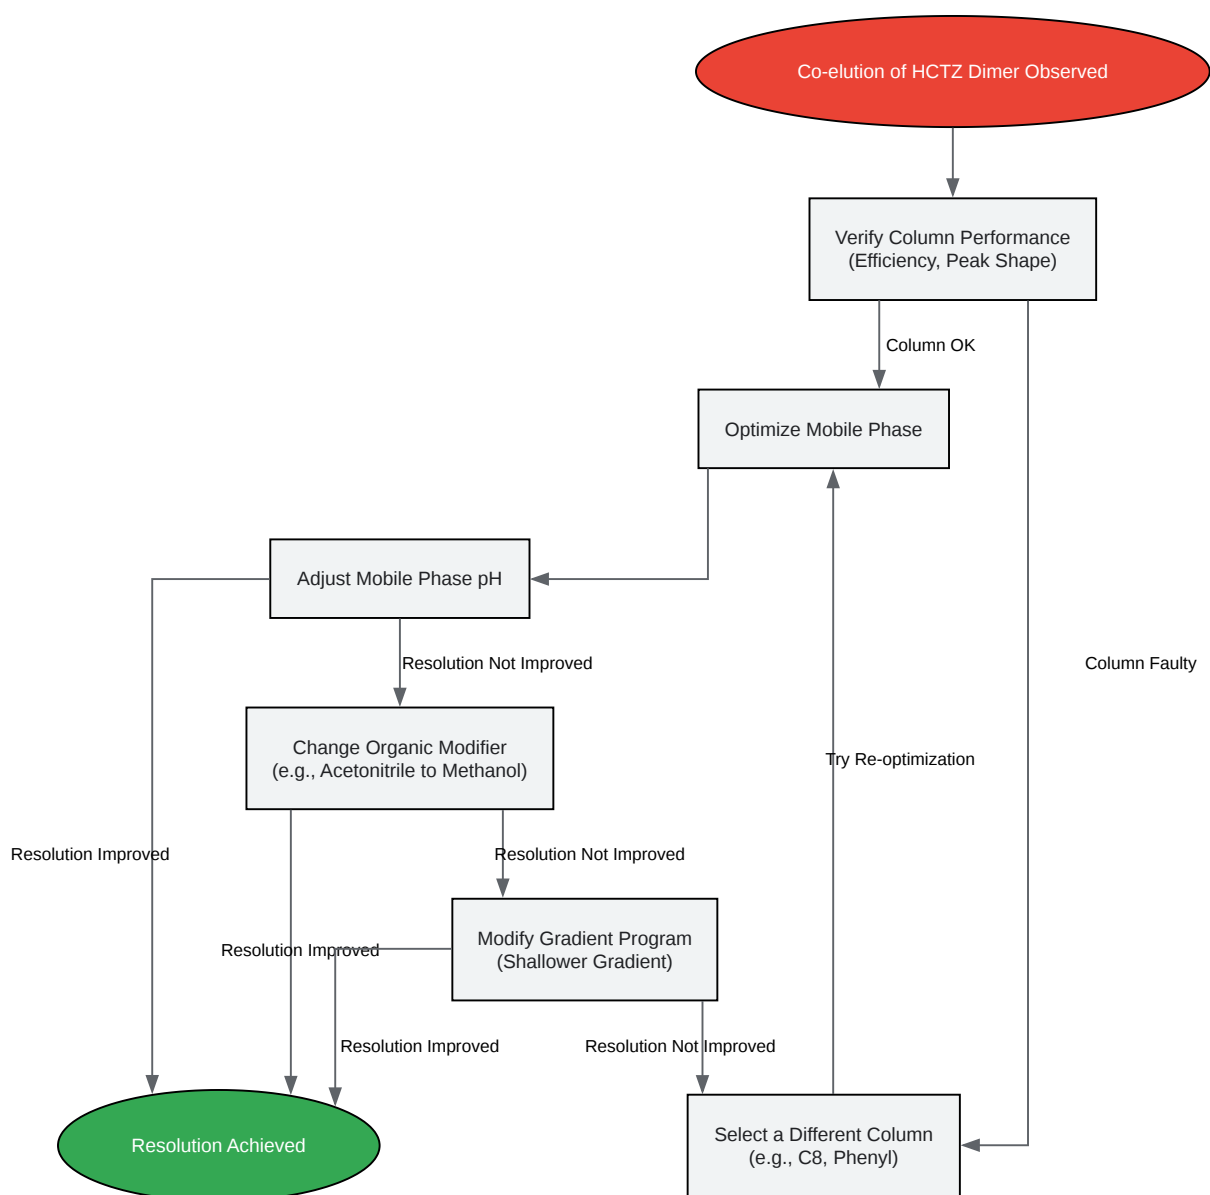 Co-elution of HCTZ Dimer Observed
Verify Column Performance
(Efficiency, Peak Shape)
Column OK
Optimize Mobile Phase
Adjust Mobile Phase pH
Resolution Not Improved
Column Faulty
Change Organic Modifier
(e.g., Acetonitrile to Methanol)
Try Re-optimization
Resolution Improved
Resolution Not Improved
Modify Gradient Program
(Shallower Gradient)
Resolution Improved
Resolution Improved
Resolution Not Improved
Resolution Achieved
Select a Different Column
(e.g., C8, Phenyl)